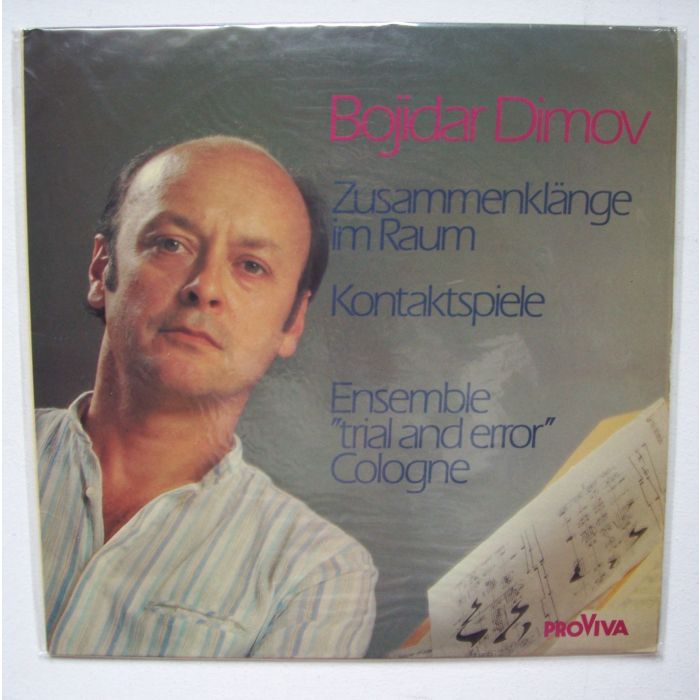 Bojidar Dimov
Zusammenklänge
im Raum
Kontaktspiele
Ensemble
"trial and error"
Cologne
PROVIVA